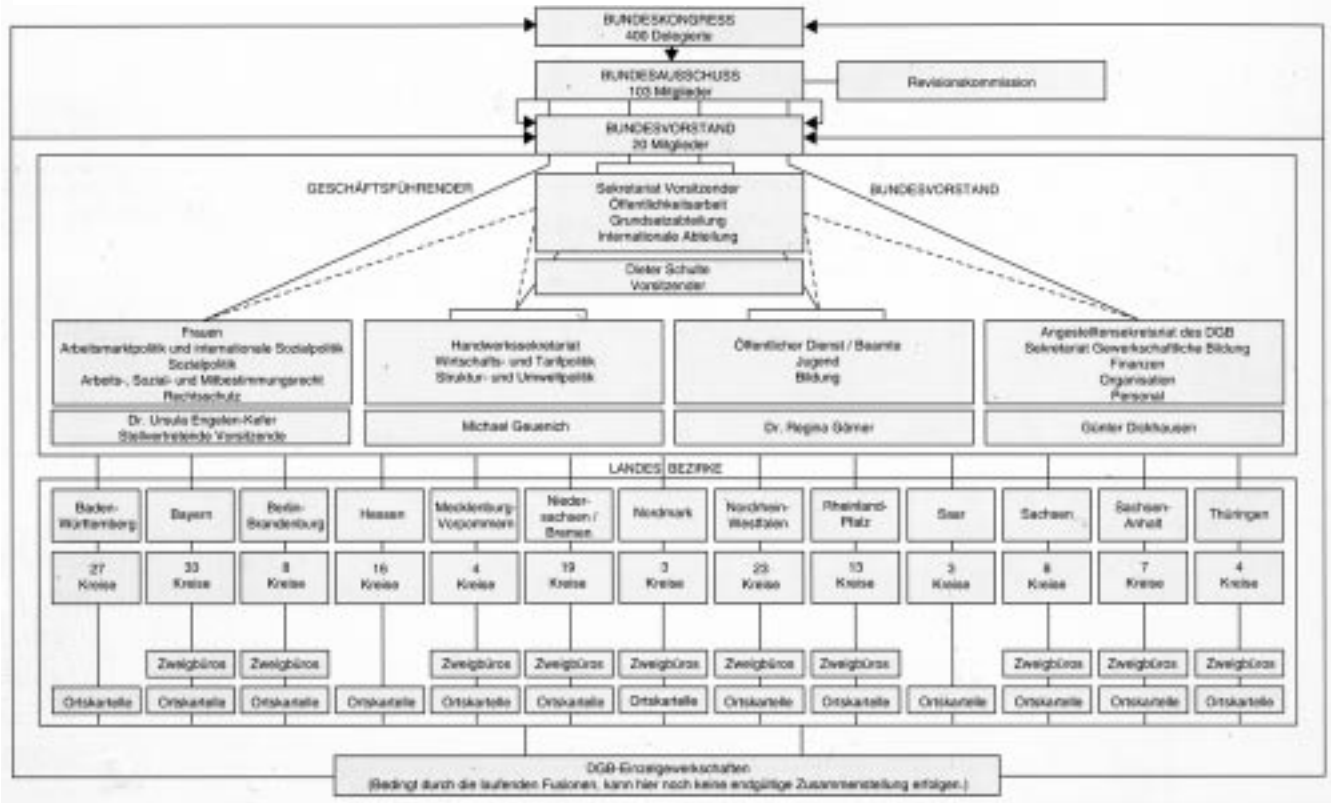 BUNDESKONGRESS
400 Delegierte
BUNDESAUSSCHUSS
103 Mitglieder
Revisionskommission
BUNDESVORSTAND
20 Mitglieder
GESCHÄFTSFÜHRENDER
BUNDESVORSTAND
Sekretariat Vorsitzender
Öffentlichkeitsarbeit
Grundsatzabteilung
Internationale Abteilung
Dieter Schulte
Vorsitzender
Frauen
Arbeitsmarktpolitik und internationale Sozialpolitik
Sozialpolitik
Arbeits-, Sozial- und Mitbestimmungsrecht
Rechtsschutz
Dr. Ursula Engelen-Kefer
Stellvertretende Vorsitzende
Handwerkssekretariat
Wirtschafts- und Tarifpolitik
Struktur- und Umweltpolitik
Michael Geuenich
Öffentlicher Dienst / Beamte
Jugend
Bildung
Dr. Regina Görner
Angestelltensekretariat des DGB
Sekretariat Gewerkschaftliche Bildung
Finanzen
Organisation
Personal
Günter Dickhausen
LANDES BEZIRKE
Baden-
Württemberg
Bayern
Berlin-
Brandenburg
Hessen
Mecklenburg-
Vorpommern
Nieder-
sachsen /
Bremen
Nordmark
Nordrhein-
Westfalen
Rheinland-
Pfalz
Saar
Sachsen
Sachsen-
Anhalt
Thüringen
27
Kreise
33
Kreise
8
Kreise
16
Kreise
4
Kreise
19
Kreise
Kreise
23
Kreise
13
Kreise
3
Kreise
Kreise
7
Kreise
4
Kreise
Zweigbüros
Zweigbüros
Zweigbüros
Zweigbüros
Zweigbüros
Zweigbüros
Zweigbüros
Zweigbüros
Zweigbüros
Zweigbüros
Ortskartelle
Ortskartelle
Ortskartelle
Ortskartelle
Ortskartelle
Ortskartelle
Ortskartelle
Ortskartelle
Ortskartelle
Ortskartelle
Ortskartelle
Ortskartelle
Ortskartelle
DGB-Einzelgewerkschaften
(Bedingt durch die laufenden Fusionen, kann hier noch keine endgültige Zusammenstellung erfolgen.)